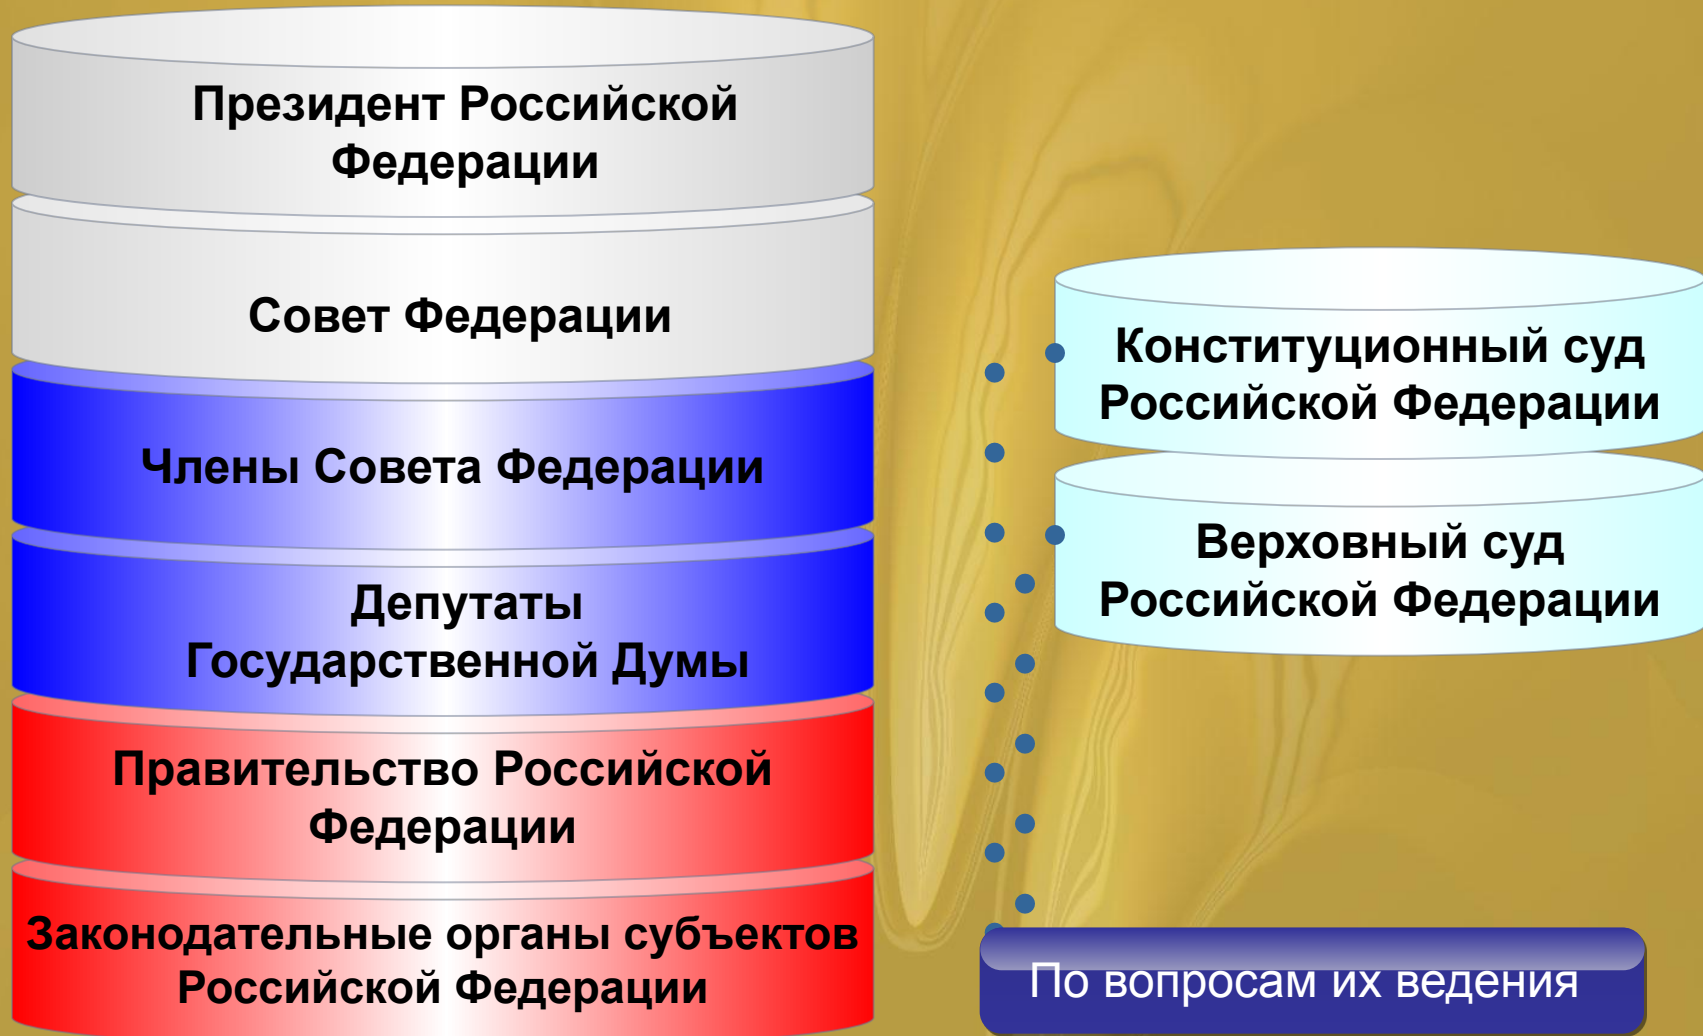 Президент Российской
Федерации
Совет Федерации
Члены Совета Федерации
Депутаты
Государственной Думы
Правительство Российской
Федерации
Законодательные органы субъектов
Российской Федерации
Конституционный суд
Российской Федерации
Верховный суд
Российской Федерации
По вопросам их ведения